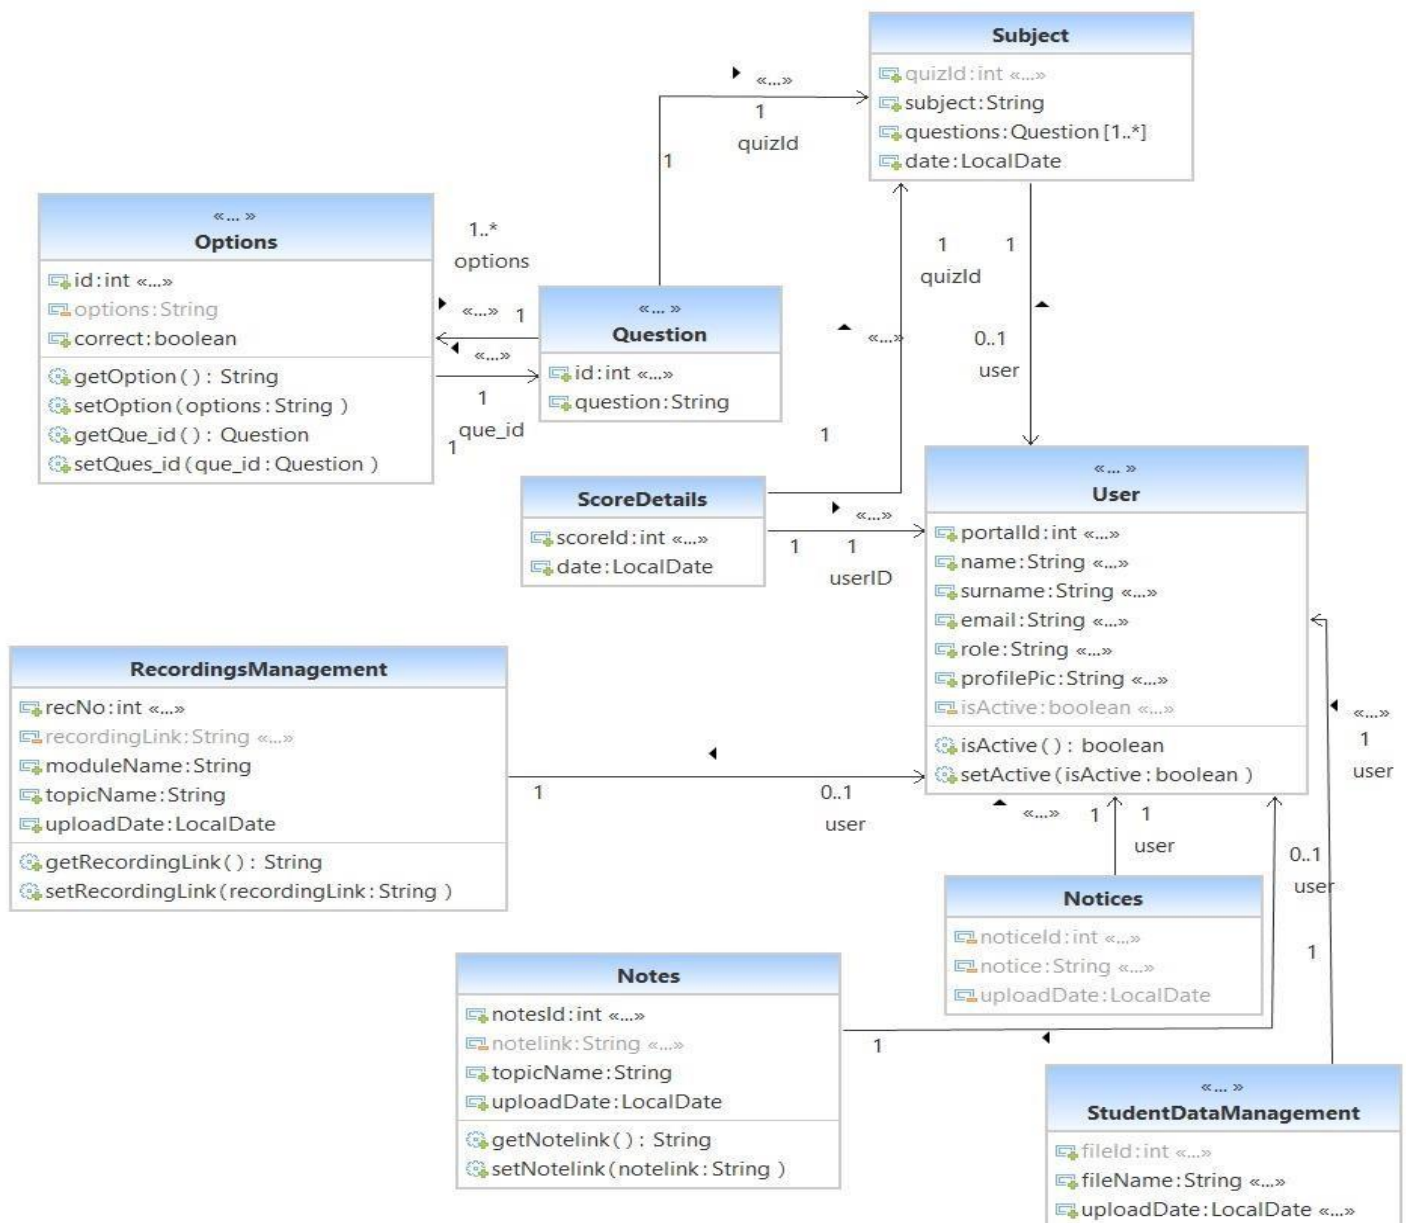 Subject
quizId:int «...»
subject:String
questions:Question[1..*]
date:LocalDate
«...»
1
quizId
1
«... »
Options
id:int «...»
options:String
correct:boolean
getOption(): String
setOption(options:String )
getQue_id(): Question
setQues_id(que_id:Question )
1..*
options
«...» 1
«...»
1
que_id
1
«... »
Question
id:int «...»
question:String
1
quizId
1
«...»
0..1
user
1
ScoreDetails
scoreId:int «...»
date:LocalDate
«...»
1
1
userID
«... »
User
portalId:int «...»
name:String «...»
surname:String «...»
email:String «...»
role:String «...»
profilePic:String «...»
isActive:boolean «...»
isActive(): boolean
setActive(isActive:boolean )
RecordingsManagement
recNo:int «...»
recordingLink:String «...»
moduleName:String
topicName:String
uploadDate:LocalDate
getRecordingLink(): String
setRecordingLink(recordingLink:String )
1
0..1
user
«...»
1
user
«...»
1
1
user
0..1
user
1
Notices
noticeId:int «...»
notice:String «...»
uploadDate:LocalDate
Notes
notesId:int «...»
notelink:String «...»
topicName:String
uploadDate:LocalDate
getNotelink(): String
setNotelink(notelink:String )
1
«... »
StudentDataManagement
fileId:int «...»
fileName:String «...»
uploadDate:LocalDate «...»